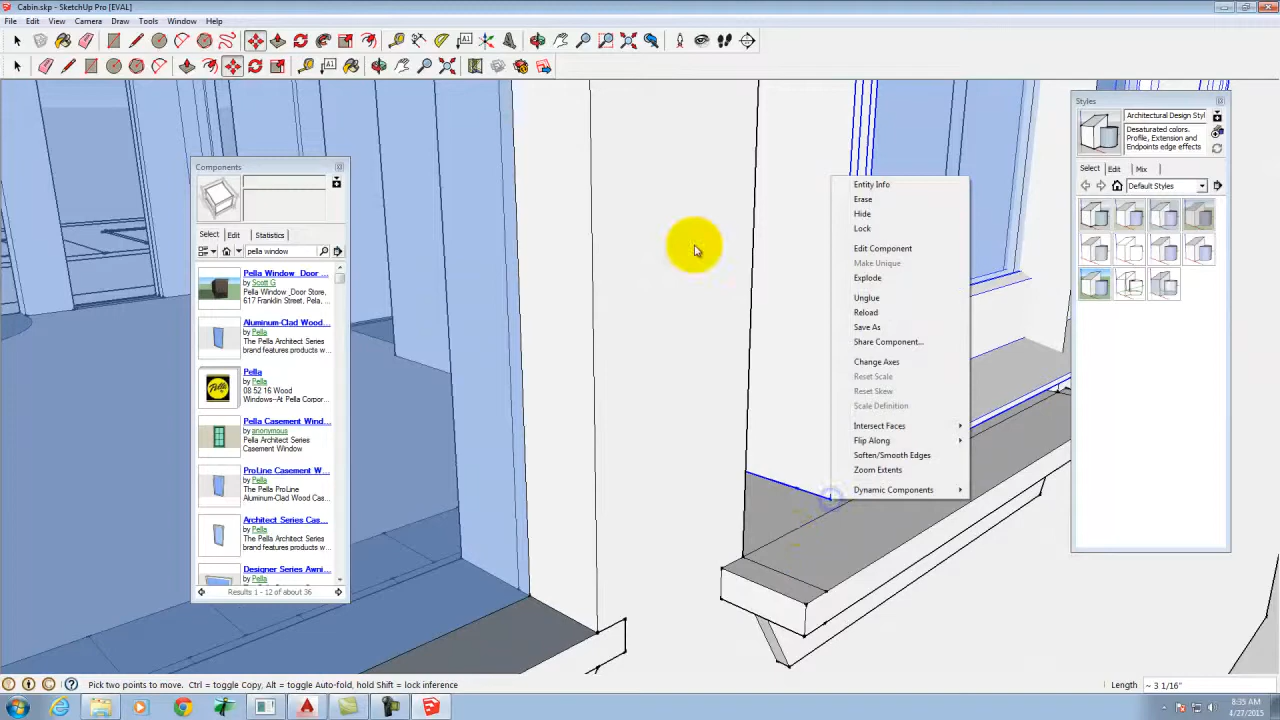 Cabin.skp - SketchUp Pro [EVAL]
File Edit View Camera Draw Tools Window Help
Components
Select Edit Statistics
pella window
Pella Window ,Door ...
by Scott G
Pella Window ,Door Store,
617 Franklin Street, Pela, ...
Aluminum-Clad Wood...
by Pella
The Pella Architect Series
brand features products w...
Pella
by Pella
08 52 16 Wood
Windows--At Pella Corpor...
Pella Casement Wind...
by anonymous
Pella Architect Series
Casement Window
ProLine Casement W...
by Pella
The Pella ProLine
Aluminum-Clad Wood Cas...
Architect Series Cas...
by Pella
The Pella Architect Series
brand features products w...
Designer Series Awni...
by Pella
The Pella Designer Series
Results 1 - 12 of about 36
Entity Info
Erase
Hide
Lock
Edit Component
Make Unique
Explode
Unglue
Reload
Save As
Share Component...
Change Axes
Reset Scale
Reset Skew
Scale Definition
Intersect Faces
Flip Along
Soften/Smooth Edges
Zoom Extents
Dynamic Components
Styles
Architectural Design Styl
Desaturated colors.
Profile, Extension and
Endpoints edge effects
Select Edit Mix
Default Styles
Pick two points to move. Ctrl = toggle Copy, Alt = toggle Auto-fold, hold Shift = lock inference
Length ~ 3 1/16"
8:35 AM
4/27/2015